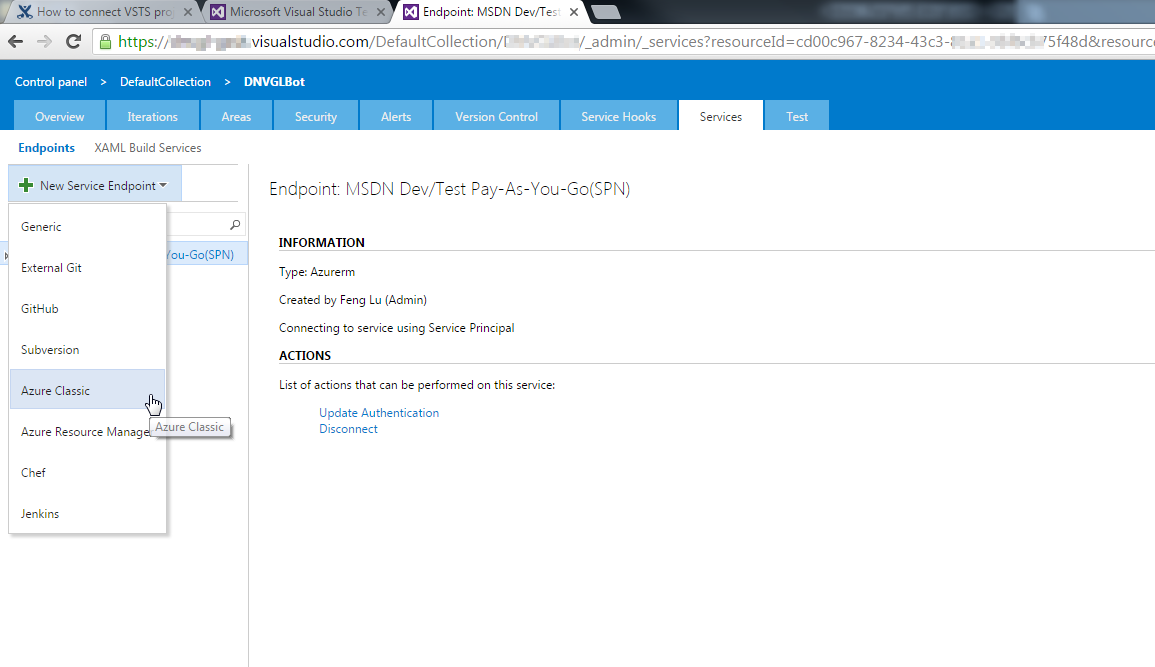 How to connect VSTS pro
Microsoft Visual Studio Te
Endpoint: MSDN Dev/Test
https:// .visualstudio.com/DefaultCollection/ /_admin/_services?resourceId=cd00c967-8234-43c3- 75f48d&resource
Control panel > DefaultCollection > DNVGLBot
Overview Iterations Areas Security Alerts Version Control Service Hooks Services Test
Endpoints XAML Build Services
New Service Endpoint
Endpoint: MSDN Dev/Test Pay-As-You-Go(SPN)
Generic
INFORMATION
You-Go(SPN)
External Git
Type: Azurerm
Created by Feng Lu (Admin)
GitHub
Connecting to service using Service Principal
Subversion
ACTIONS
List of actions that can be performed on this service:
Azure Classic
Update Authentication
Azure Classic
Disconnect
Azure Resource Manage
Chef
Jenkins